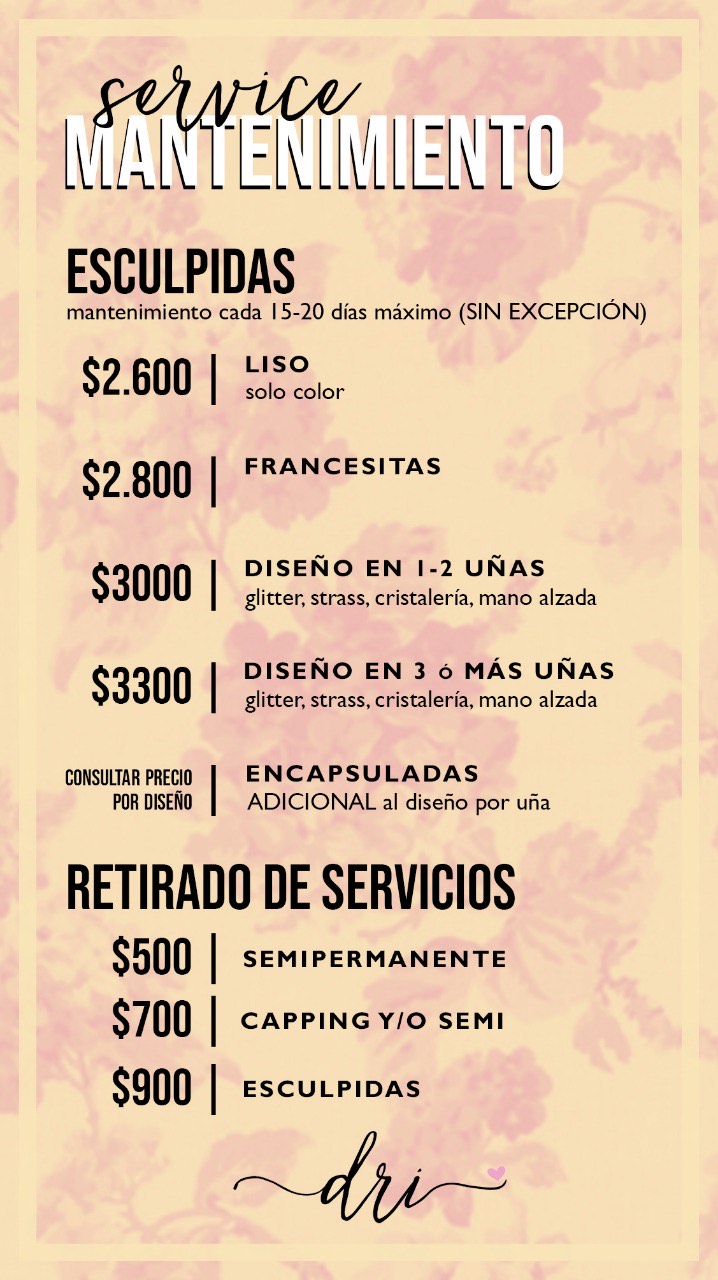 service
MANTENIMIENTO
ESCULPIDAS
mantenimiento cada 15-20 días máximo (SIN EXCEPCIÓN)
$2.600 | LISO
solo color
$2.800 | FRANCESITAS
$3000 | DISEÑO EN 1-2 UÑAS
glitter, strass, cristalería, mano alzada
$3300 | DISEÑO EN 3 ó MÁS UÑAS
glitter, strass, cristalería, mano alzada
CONSULTAR PRECIO
POR DISEÑO
ENCAPSULADAS
ADICIONAL al diseño por uña
RETIRADO DE SERVICIOS
$500 | SEMIPERMANENTE
$700 | CAPPING Y/O SEMI
$900 | ESCULPIDAS
dri